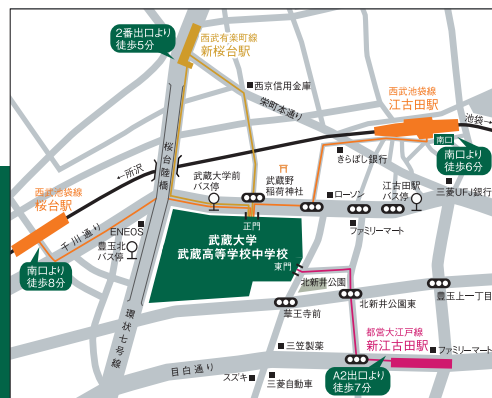 2番出口より
徒歩5分
西武有楽町線
新桜台駅
西京信用金庫
栄町本通り
西武池袋線
江古田駅
池袋→
南口
南口より
徒歩6分
きらぼし銀行
三菱UFJ銀行
←所沢
桜台陸橋
武蔵大学前
バス停
武蔵野
稲荷神社
ローソン
江古田駅
バス停
西武池袋線
桜台駅
千川通り
ENEOS
豊玉北
バス停
南口より
徒歩8分
正門
武蔵大学
武蔵高等学校中学校
東門
ファミリーマート
北新井公園
北新井公園東
豊玉上一丁目
華王寺前
環状七号線
都営大江戸線
新江古田駅
三笠製薬
ファミリーマート
目白通り
スズキ
三菱自動車
A2出口より
徒歩7分